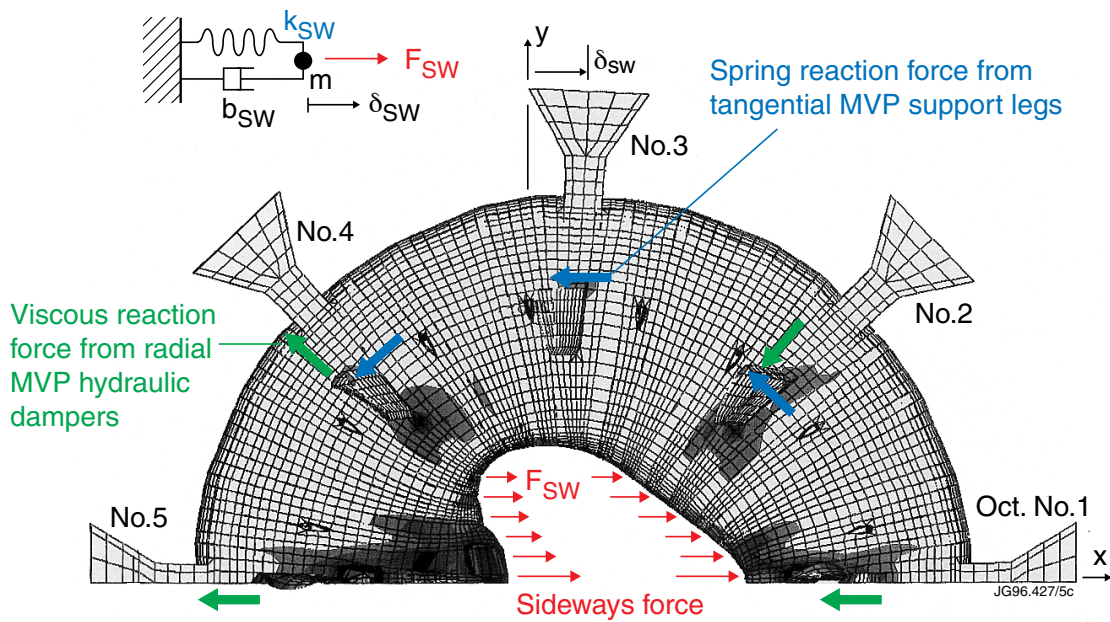 kSW
FSW
m
bSW
δSW
y
δSW
Spring reaction force from
tangential MVP support legs
No.3
No.4
No.2
Viscous reaction
force from radial
MVP hydraulic
dampers
FSW
No.5
Oct. No.1
x
Sideways force
JG96.427/5c